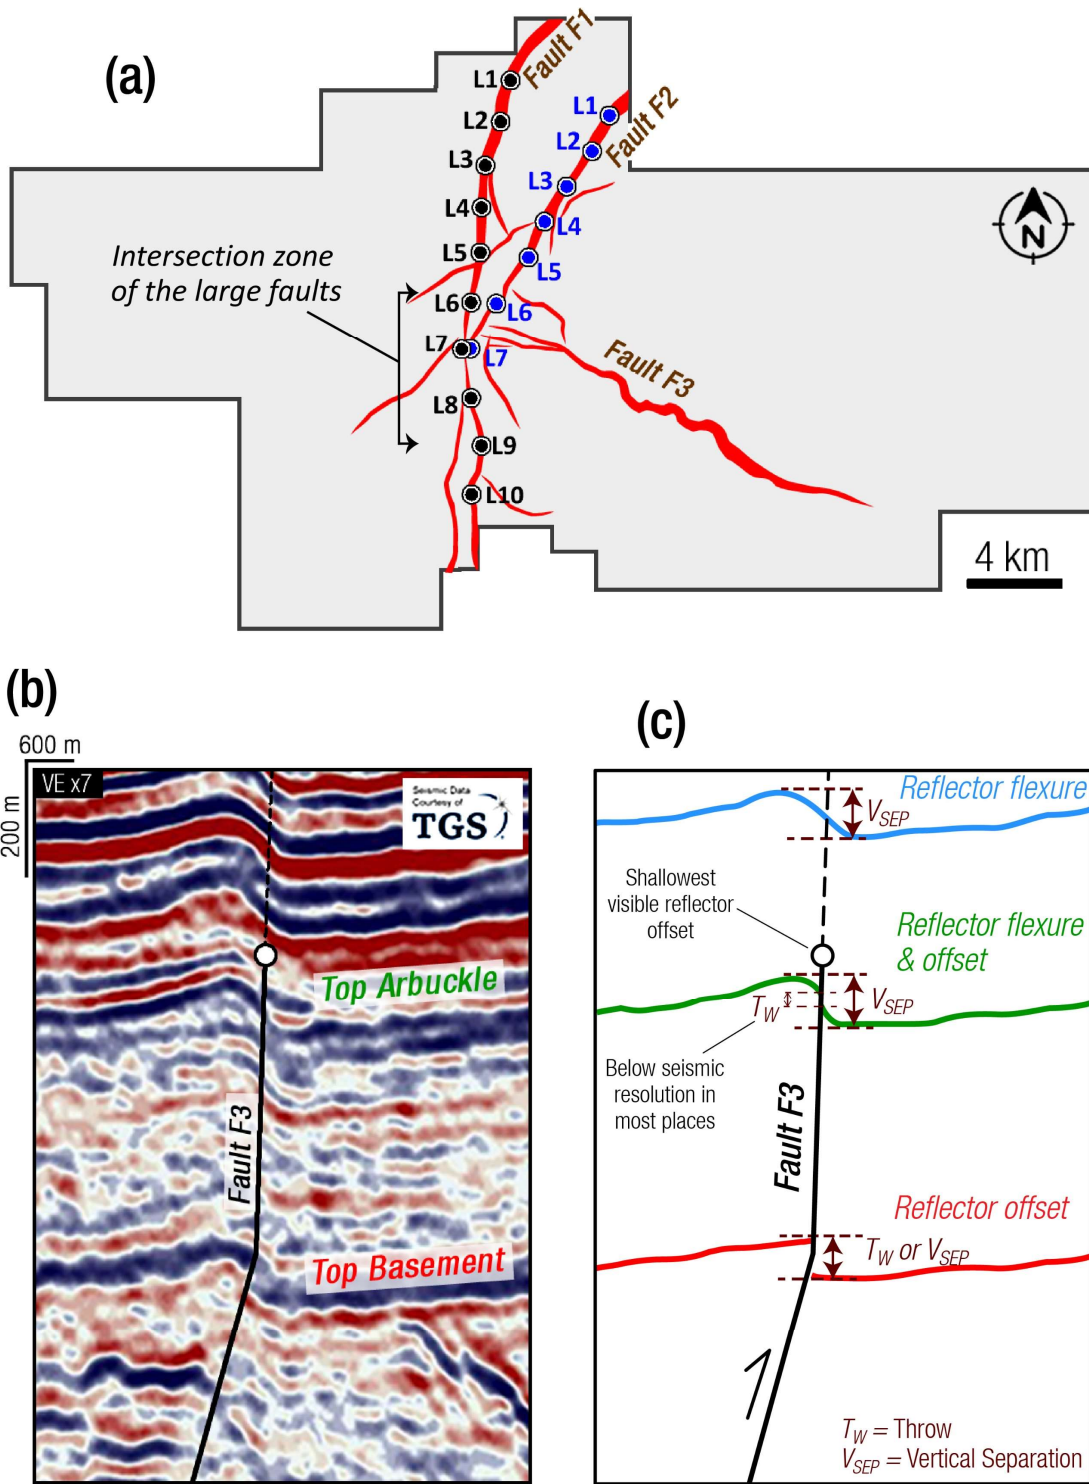 (a)
Fault F1
L1
L2
L3
L4
L5
L6
L7
L8
L9
L10
Fault F2
L1
L2
L3
L4
L5
L6
L7
Intersection zone
of the large faults
Fault F3
N
4 km
(b)
600 m
200 m
VE x7
Seismic Data
Courtesy of
TGS
Top Arbuckle
Fault F3
Top Basement
(c)
Reflector flexure
VSEP
Shallowest
visible reflector
offset
Reflector flexure
& offset
TW
VSEP
Below seismic
resolution in
most places
Fault F3
Reflector offset
TW or VSEP
TW = Throw
VSEP = Vertical Separation